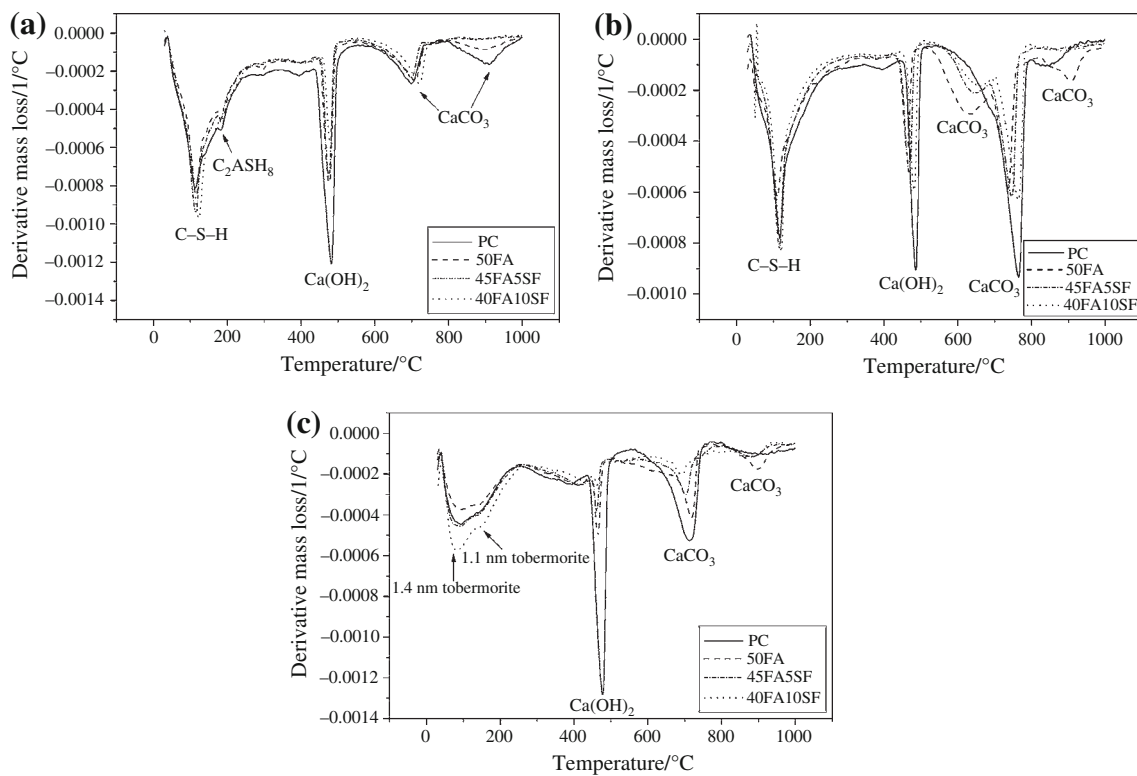 (a)
Derivative mass loss/1/°C
0.0000
−0.0002
−0.0004
−0.0006
−0.0008
−0.0010
−0.0012
−0.0014
CaCO3
C2ASH8
C–S–H
Ca(OH)2
PC
50FA
45FA5SF
40FA10SF
0 200 400 600 800 1000
Temperature/°C
(b)
Derivative mass loss/1/°C
0.0000
−0.0002
−0.0004
−0.0006
−0.0008
−0.0010
CaCO3
CaCO3
C–S–H
Ca(OH)2
CaCO3
PC
50FA
45FA5SF
40FA10SF
0 200 400 600 800 1000
Temperature/°C
(c)
Derivative mass loss/1/°C
0.0000
−0.0002
−0.0004
−0.0006
−0.0008
−0.0010
−0.0012
−0.0014
CaCO3
CaCO3
1.1 nm tobermorite
1.4 nm tobermorite
Ca(OH)2
PC
50FA
45FA5SF
40FA10SF
0 200 400 600 800 1000
Temperature/°C